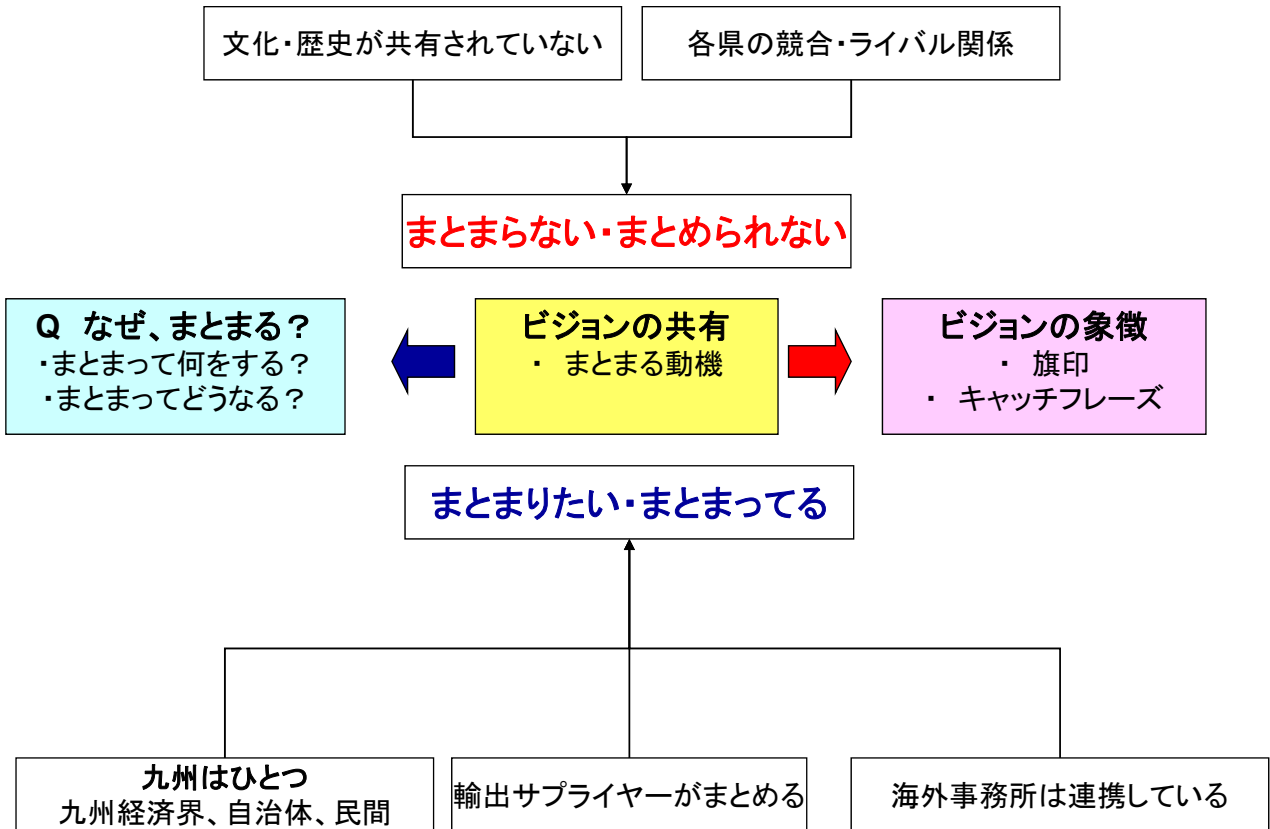 文化・歴史が共有されていない
各県の競合・ライバル関係
まとまらない・まとめられない
Q なぜ、まとまる?
・まとまって何をする?
・まとまってどうなる?
ビジョンの共有
・ まとまる動機
ビジョンの象徴
・ 旗印
・ キャッチフレーズ
まとまりたい・まとまってる
九州はひとつ
九州経済界、自治体、民間
輸出サプライヤーがまとめる
海外事務所は連携している